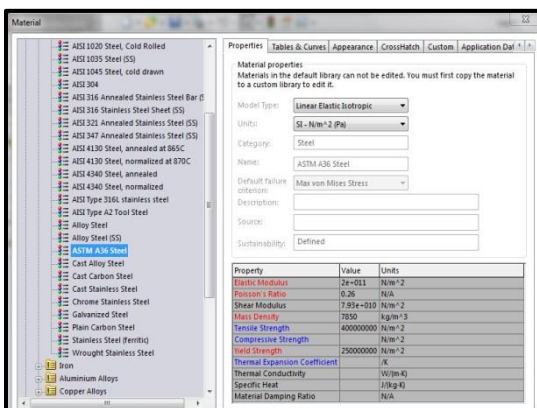 Material
AISI 1020 Steel, Cold Rolled
AISI 1035 Steel (SS)
AISI 1045 Steel, cold drawn
AISI 304
AISI 316 Annealed Stainless Steel Bar (S
AISI 316 Stainless Steel Sheet (SS)
AISI 321 Annealed Stainless Steel (SS)
AISI 347 Annealed Stainless Steel (SS)
AISI 4130 Steel, annealed at 865C
AISI 4130 Steel, normalized at 870C
AISI 4340 Steel, annealed
AISI 4340 Steel, normalized
AISI Type 316L stainless steel
AISI Type A2 Tool Steel
Alloy Steel
Alloy Steel (SS)
ASTM A36 Steel
Cast Alloy Steel
Cast Carbon Steel
Cast Stainless Steel
Chrome Stainless Steel
Galvanized Steel
Plain Carbon Steel
Stainless Steel (ferritic)
Wrought Stainless Steel
Iron
Aluminium Alloys
Copper Alloys
Properties Tables & Curves Appearance CrossHatch Custom Application Dat
Material properties
Materials in the default library can not be edited. You must first copy the material
to a custom library to edit it.
Model Type: Linear Elastic Isotropic
Units: SI - N/m^2 (Pa)
Category: Steel
Name: ASTM A36 Steel
Default failure
criterion: Max von Mises Stress
Description:
Source:
Sustainability: Defined
Property Value Units
Elastic Modulus 2e+011 N/m^2
Poisson's Ratio 0.26 N/A
Shear Modulus 7.93e+010 N/m^2
Mass Density 7850 kg/m^3
Tensile Strength 400000000 N/m^2
Compressive Strength N/m^2
Yield Strength 250000000 N/m^2
Thermal Expansion Coefficient /K
Thermal Conductivity W/(m·K)
Specific Heat J/(kg·K)
Material Damping Ratio N/A